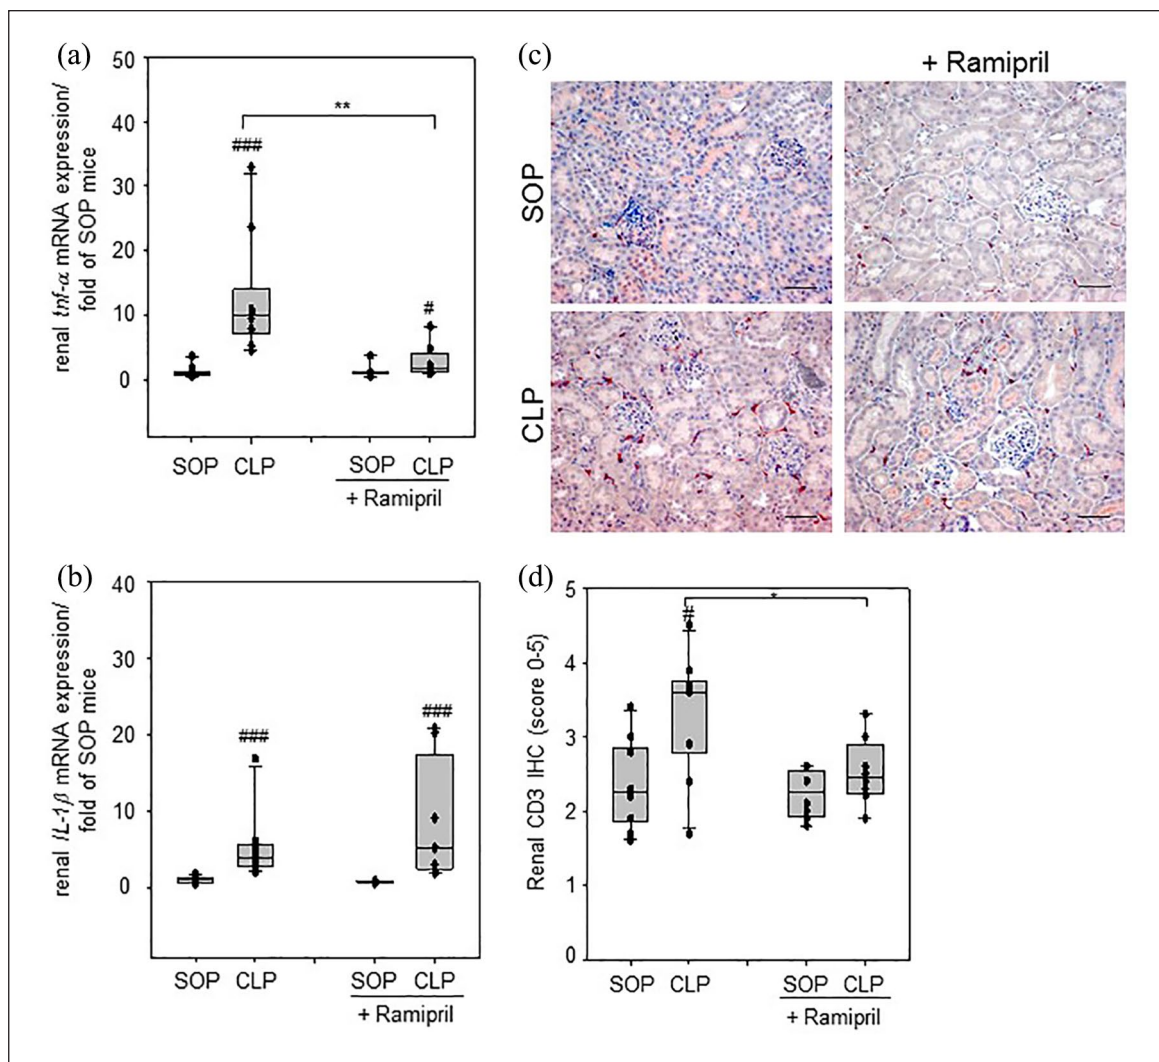 (a)
renal tnf-α mRNA expression/
fold of SOP mice
50
40
30
20
10
0
**
###
#
SOP CLP SOP CLP
+ Ramipril
(c)
+ Ramipril
SOP
CLP
(b)
renal IL-1β mRNA expression/
fold of SOP mice
40
30
20
10
0
###
###
SOP CLP SOP CLP
+ Ramipril
(d)
Renal CD3 IHC (score 0-5)
5
4
3
2
1
0
#
*
SOP CLP SOP CLP
+ Ramipril